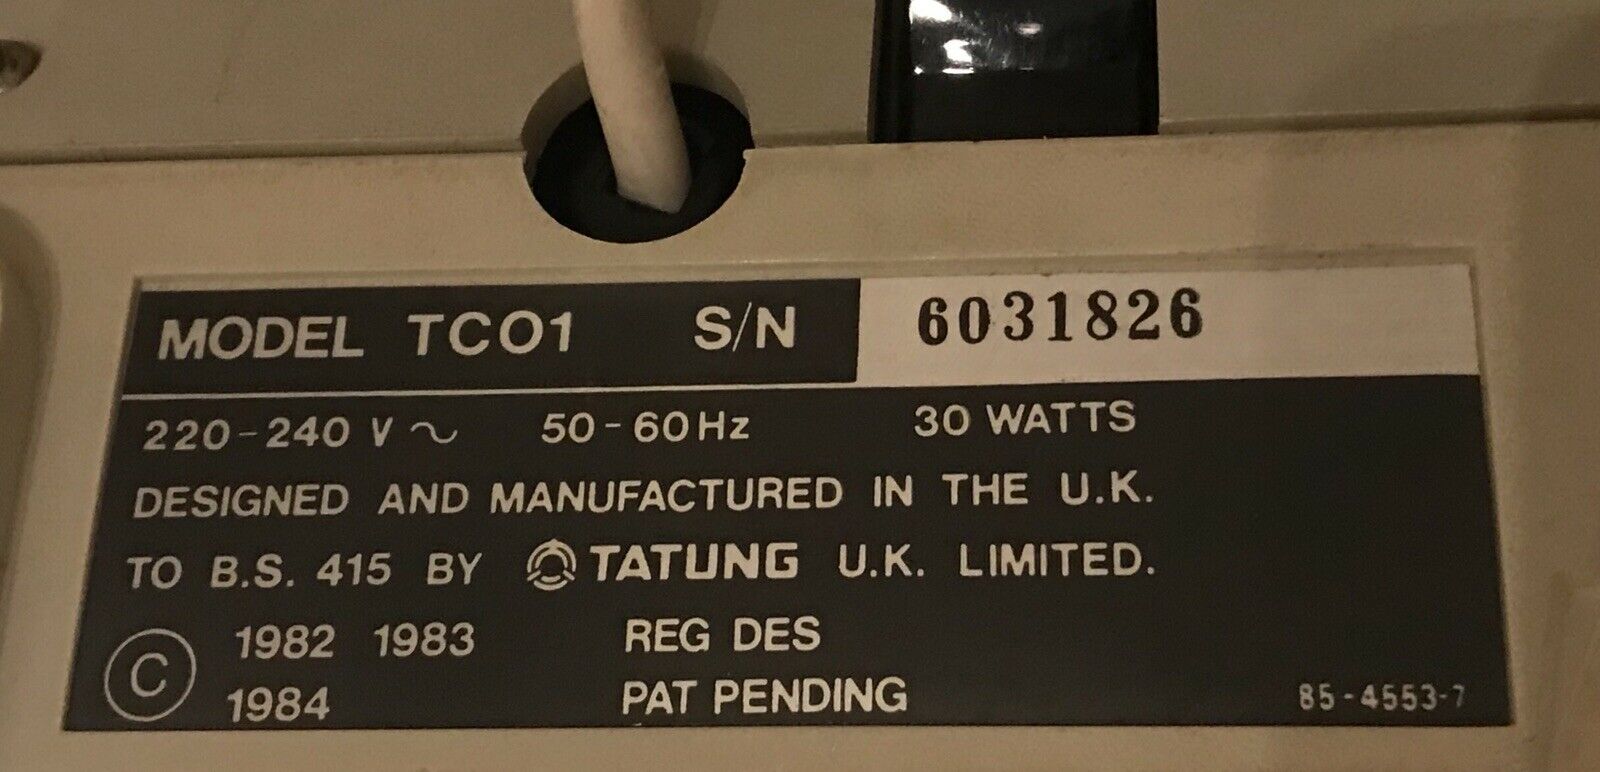 MODEL TC01 S/N 6031826
220-240 V ~ 50-60Hz 30 WATTS
DESIGNED AND MANUFACTURED IN THE U.K.
TO B.S. 415 BY TATUNG U.K. LIMITED.
© 1982 1983 REG DES
1984 PAT PENDING 85-4553-7